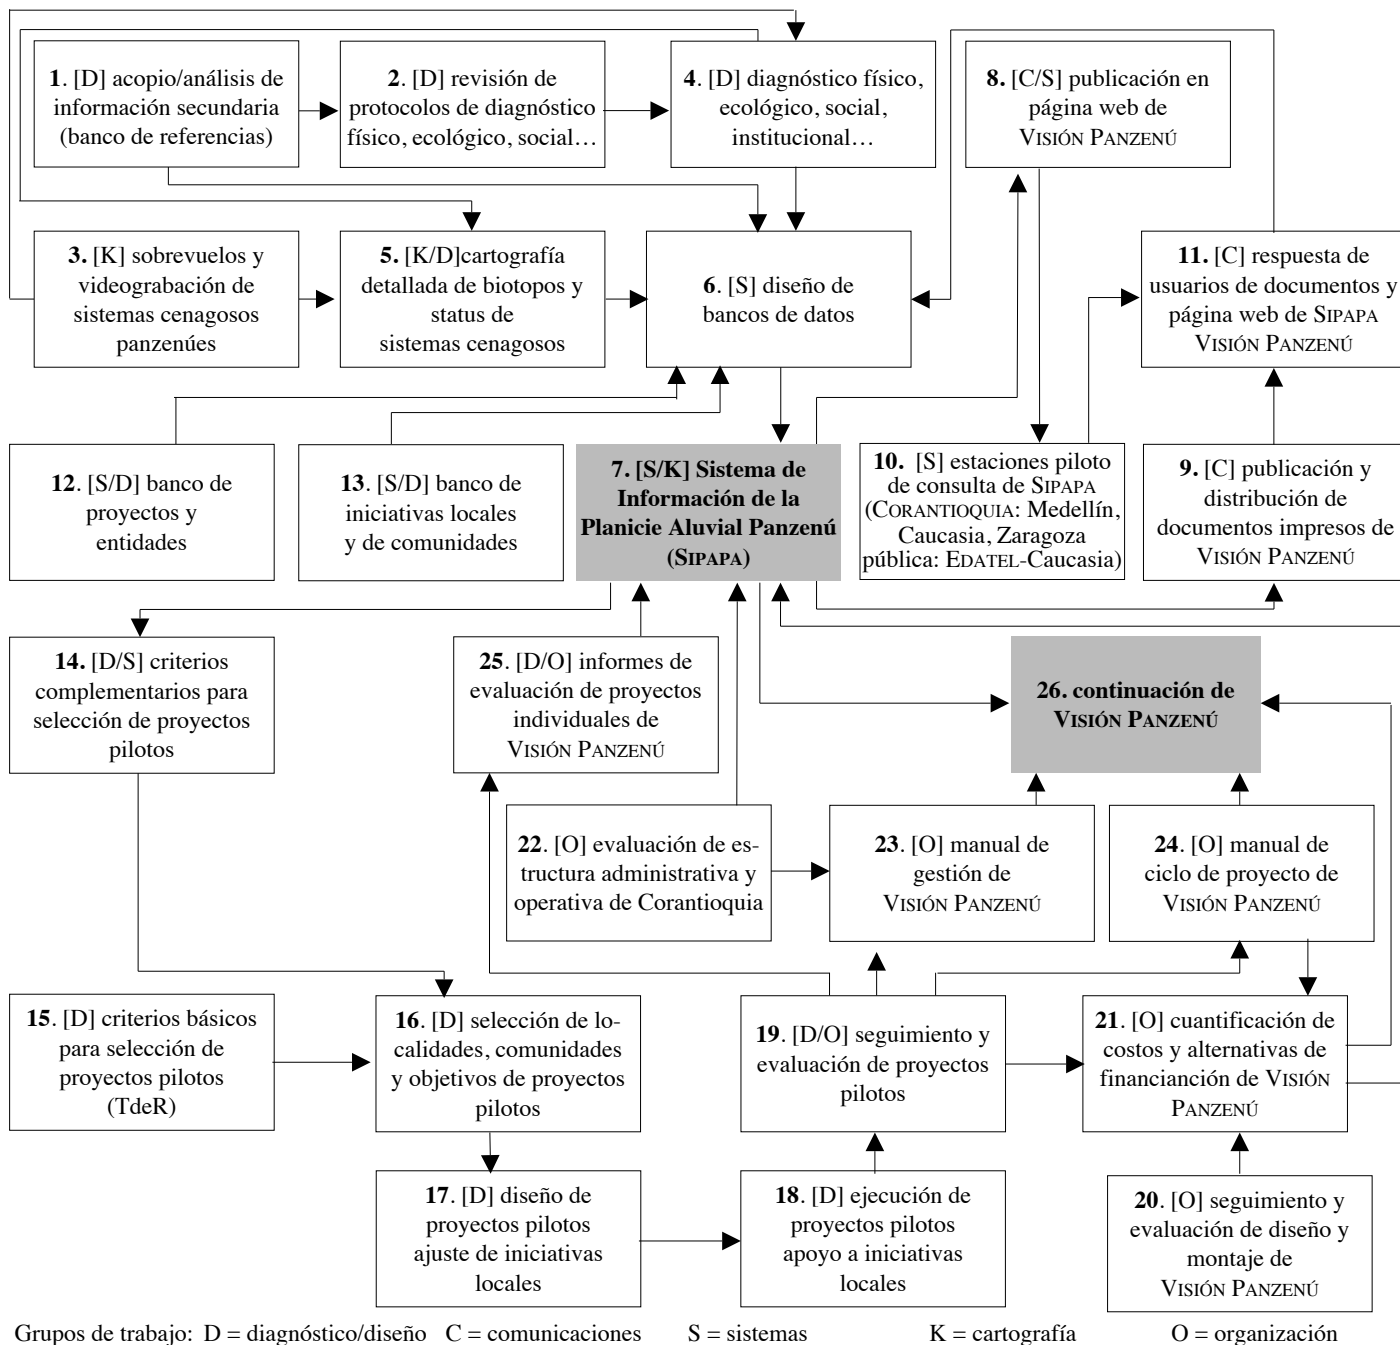 1. [D] acopio/análisis de
información secundaria
(banco de referencias)
2. [D] revisión de
protocolos de diagnóstico
físico, ecológico, social…
4. [D] diagnóstico físico,
ecológico, social,
institucional…
8. [C/S] publicación en
página web de
VISIÓN PANZENÚ
3. [K] sobrevuelos y
videograbación de
sistemas cenagosos
panzenúes
5. [K/D]cartografía
detallada de biotopos y
status de
sistemas cenagosos
6. [S] diseño de
bancos de datos
11. [C] respuesta de
usuarios de documentos y
página web de SIPAPA
VISIÓN PANZENÚ
12. [S/D] banco de
proyectos y
entidades
13. [S/D] banco de
iniciativas locales
y de comunidades
7. [S/K] Sistema de
Información de la
Planicie Aluvial Panzenú
(SIPAPA)
10. [S] estaciones piloto
de consulta de SIPAPA
(CORANTIOQUIA: Medellín,
Caucasia, Zaragoza
pública: EDATEL-Caucasia)
9. [C] publicación y
distribución de
documentos impresos de
VISIÓN PANZENÚ
14. [D/S] criterios
complementarios para
selección de proyectos
pilotos
25. [D/O] informes de
evaluación de proyectos
individuales de
VISIÓN PANZENÚ
26. continuación de
VISIÓN PANZENÚ
22. [O] evaluación de es-
tructura administrativa y
operativa de Corantioquia
23. [O] manual de
gestión de
VISIÓN PANZENÚ
24. [O] manual de
ciclo de proyecto de
VISIÓN PANZENÚ
15. [D] criterios básicos
para selección de
proyectos pilotos
(TdeR)
16. [D] selección de lo-
calidades, comunidades
y objetivos de proyectos
pilotos
19. [D/O] seguimiento y
evaluación de proyectos
pilotos
21. [O] cuantificación de
costos y alternativas de
financianción de VISIÓN
PANZENÚ
17. [D] diseño de
proyectos pilotos
ajuste de iniciativas
locales
18. [D] ejecución de
proyectos pilotos
apoyo a iniciativas
locales
20. [O] seguimiento y
evaluación de diseño y
montaje de
VISIÓN PANZENÚ
Grupos de trabajo: D = diagnóstico/diseño C = comunicaciones S = sistemas K = cartografía O = organización